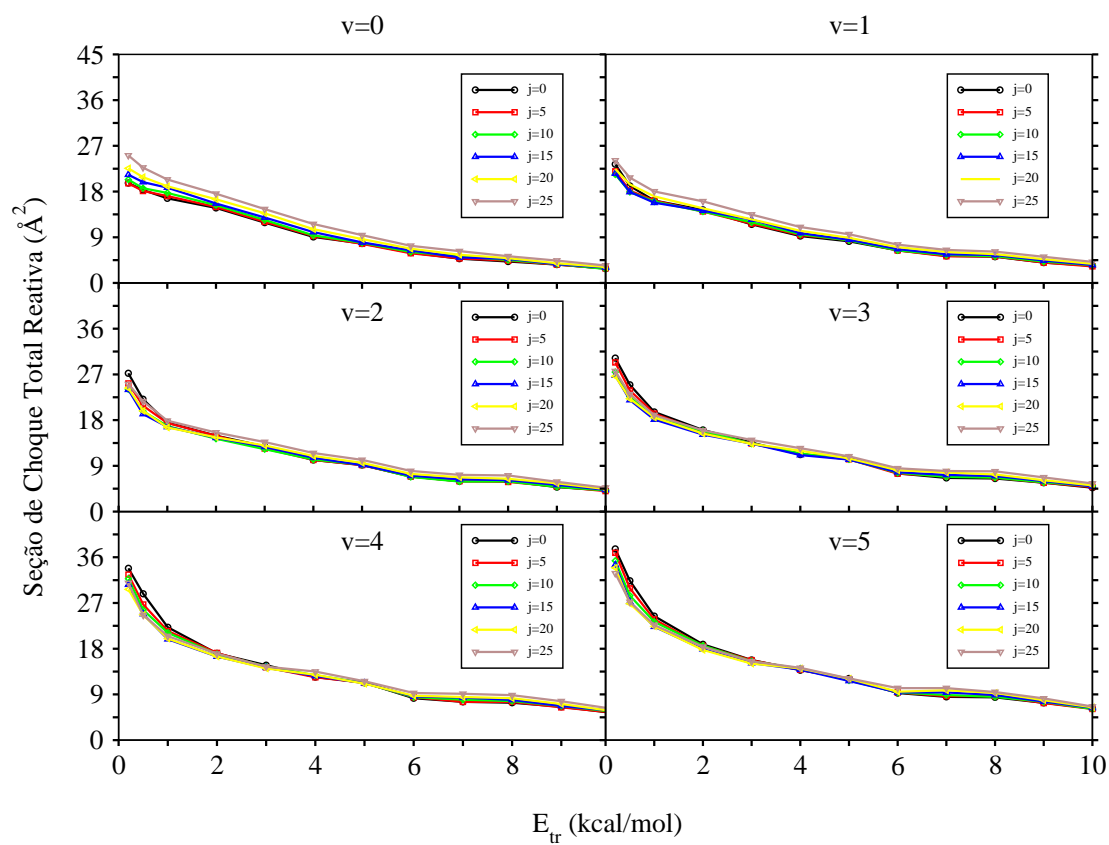 v=0
v=1
45
36
27
18
9
0
j=0
j=5
j=10
j=15
j=20
j=25
j=0
j=5
j=10
j=15
j=20
j=25
v=2
v=3
36
27
18
9
0
j=0
j=5
j=10
j=15
j=20
j=25
j=0
j=5
j=10
j=15
j=20
j=25
v=4
v=5
36
27
18
9
0
j=0
j=5
j=10
j=15
j=20
j=25
j=0
j=5
j=10
j=15
j=20
j=25
Seção de Choque Total Reativa (Å²)
0 2 4 6 8 0 2 4 6 8 10
E_tr (kcal/mol)